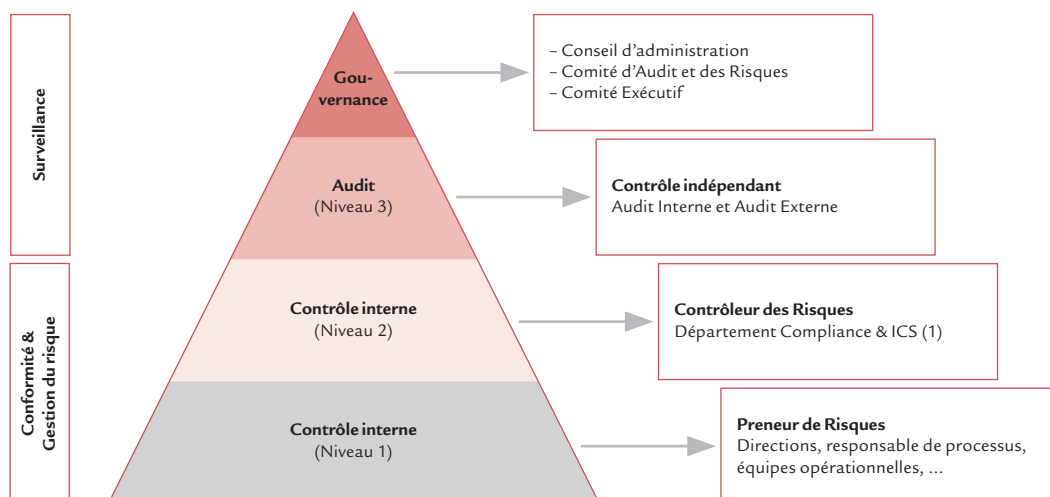 Surveillance
Gou-
vernance
– Conseil d’administration
– Comité d’Audit et des Risques
– Comité Exécutif
Audit
(Niveau 3)
Contrôle indépendant
Audit Interne et Audit Externe
Conformité &
Gestion du risque
Contrôle interne
(Niveau 2)
Contrôleur des Risques
Département Compliance & ICS (1)
Contrôle interne
(Niveau 1)
Preneur de Risques
Directions, responsable de processus,
équipes opérationnelles, ...